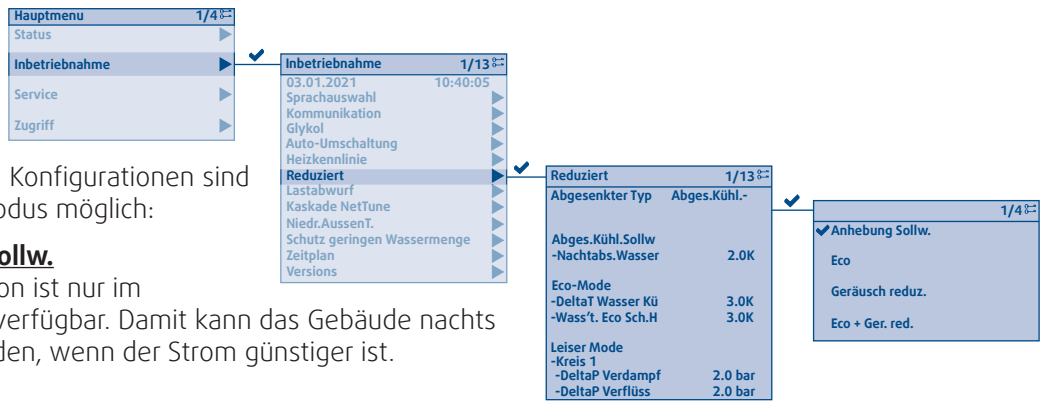 Hauptmenu 1/4
Status
Inbetriebnahme
Service
Zugriff
Inbetriebnahme 1/13
03.01.2021 10:40:05
Sprachauswahl
Kommunikation
Glykol
Auto-Umschaltung
Heizkennlinie
Reduziert
Lastabwurf
Kaskade NetTune
Niedr.AussenT.
Schutz geringen Wassermenge
Zeitplan
Versions
Reduziert 1/13
Abgesenkter Typ Abges.Kühl.-
Abges.Kühl.Sollw
-Nachtabs.Wasser 2.0K
Eco-Mode
-DeltaT Wasser Kü 3.0K
-Wass't. Eco Sch.H 3.0K
Leiser Mode
-Kreis 1
-DeltaP Verdampf 2.0 bar
-DeltaP Verflüss 2.0 bar
1/4
Anhebung Sollw.
Eco
Geräusch reduz.
Eco + Ger. red.
Konfigurationen sind
odus möglich:
ollw.
on ist nur im
verfügbar. Damit kann das Gebäude nachts
den, wenn der Strom günstiger ist.